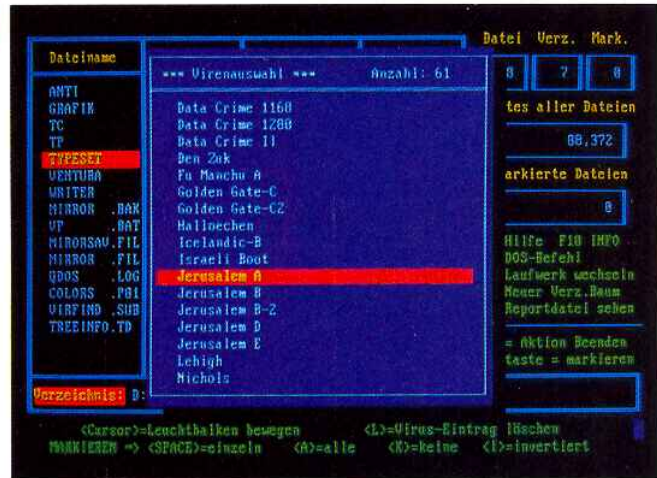 Datei Verz. Mark.
Dateiname
*** Virenauswahl *** Anzahl: 61
8 7 0
ANTI
GRAFIK
TC
TP
TYPESET
VENTURA
WRITER
MIRROR .BAK
VP .BAT
MIRORSAV.FIL
MIRROR .FIL
QDOS .LOG
COLORS .P01
VIRFIND .SUB
TREEINFO.TD
Data Crime 1168
Data Crime 1280
Data Crime II
Den Zuk
Fu Manchu A
Golden Gate-C
Golden Gate-C2
Halloechen
Icelandic-B
Israeli Boot
Jerusalem A
Jerusalem B
Jerusalem B-2
Jerusalem D
Jerusalem E
Lehigh
Nichols
tes aller Dateien
88,372
arkierte Dateien
0
Hilfe F10 INFO
DOS-Befehl
Laufwerk wechseln
Neuer Verz.Baum
Reportdatei sehen
= Aktion Beenden
taste = markieren
Verzeichnis: D:
<Cursor>=Leuchtbalken bewegen <L>=Virus-Eintrag löschen
MARKIEREN => <SPACE>=einzeln <A>=alle <K>=keine <I>=invertiert